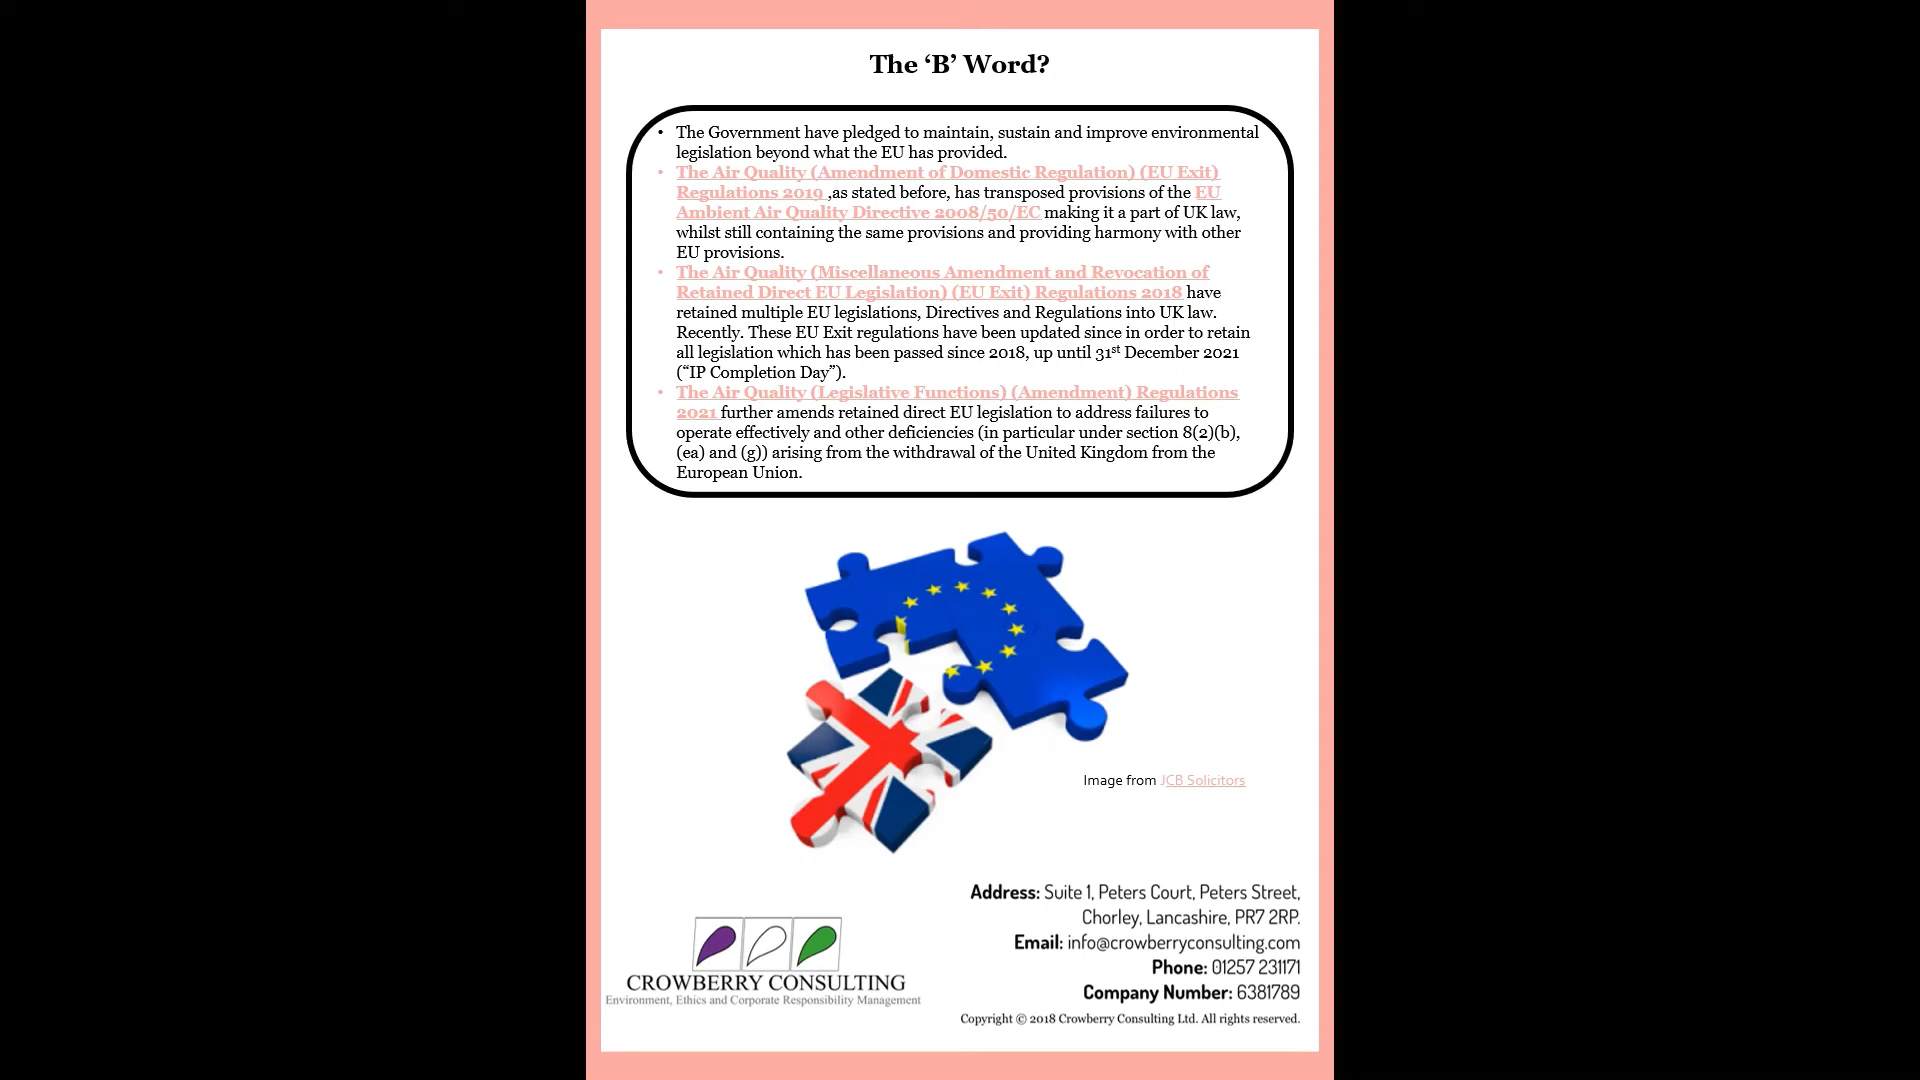 The ‘B’ Word?
• The Government have pledged to maintain, sustain and improve environmental
legislation beyond what the EU has provided.
• The Air Quality (Amendment of Domestic Regulation) (EU Exit)
Regulations 2019 ,as stated before, has transposed provisions of the EU
Ambient Air Quality Directive 2008/50/EC making it a part of UK law,
whilst still containing the same provisions and providing harmony with other
EU provisions.
• The Air Quality (Miscellaneous Amendment and Revocation of
Retained Direct EU Legislation) (EU Exit) Regulations 2018 have
retained multiple EU legislations, Directives and Regulations into UK law.
Recently. These EU Exit regulations have been updated since in order to retain
all legislation which has been passed since 2018, up until 31st December 2021
(“IP Completion Day”).
• The Air Quality (Legislative Functions) (Amendment) Regulations
2021 further amends retained direct EU legislation to address failures to
operate effectively and other deficiencies (in particular under section 8(2)(b),
(ea) and (g)) arising from the withdrawal of the United Kingdom from the
European Union.
Image from JCB Solicitors
CROWBERRY CONSULTING
Environment, Ethics and Corporate Responsibility Management
Address: Suite 1, Peters Court, Peters Street,
Chorley, Lancashire, PR7 2RP.
Email: info@crowberryconsulting.com
Phone: 01257 231171
Company Number: 6381789
Copyright © 2018 Crowberry Consulting Ltd. All rights reserved.